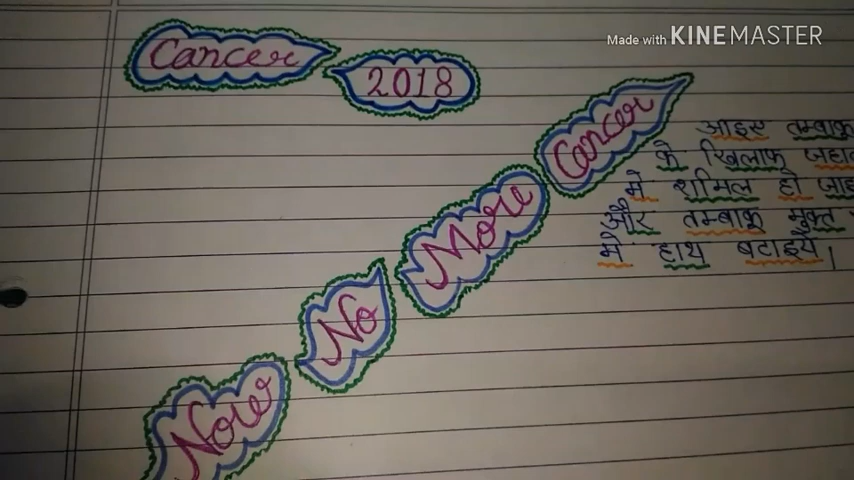 Made with KINEMASTER
Cancer
2018
Now No More Cancer
आइए तम्बाकू
के खिलाफ
में शामिल हो
और तम्बाकू मुक्त
में हाथ बटाइये।